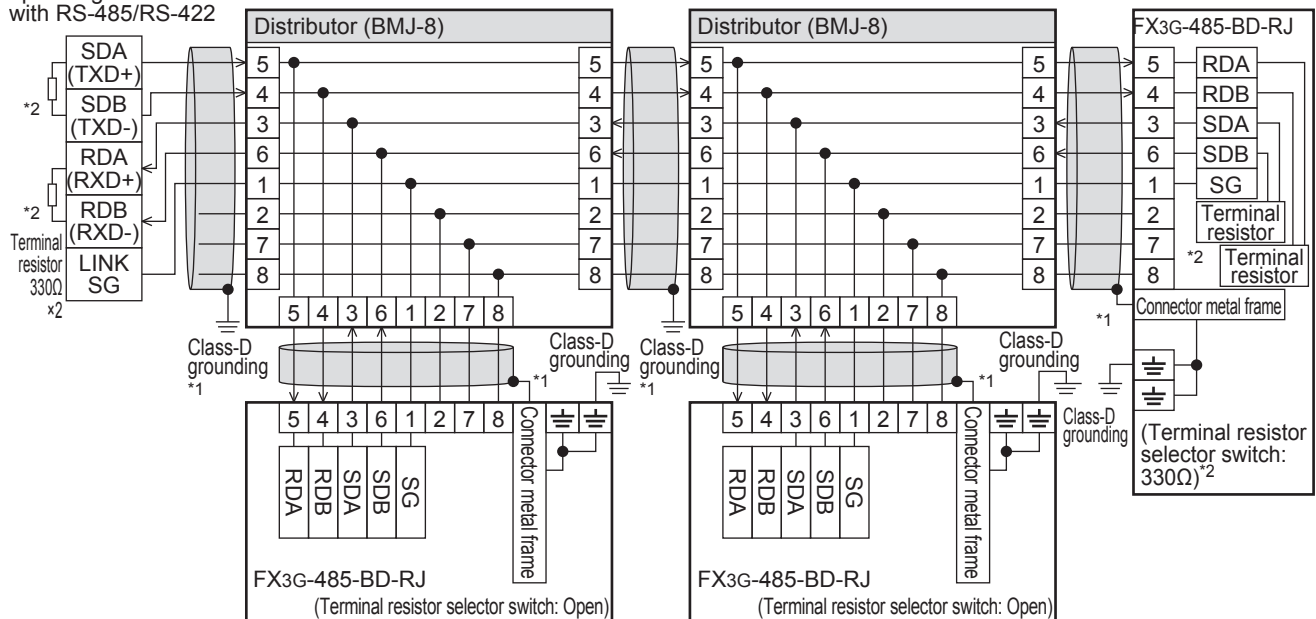 with RS-485/RS-422
SDA
(TXD+)
SDB
(TXD-)
RDA
(RXD+)
RDB
(RXD-)
LINK
SG
*2
*2
Terminal
resistor
330Ω
×2
Distributor (BMJ-8)
5
4
3
6
1
2
7
8
5
4
3
6
1
2
7
8
5 4 3 6 1 2 7 8
Class-D
grounding
*1
Class-D
grounding
*1
5 4 3 6 1 2 7 8
RDA
RDB
SDA
SDB
SG
Connector metal frame
FX3G-485-BD-RJ
(Terminal resistor selector switch: Open)
Distributor (BMJ-8)
5
4
3
6
1
2
7
8
5
4
3
6
1
2
7
8
5 4 3 6 1 2 7 8
Class-D
grounding
*1
Class-D
grounding
*1
5 4 3 6 1 2 7 8
RDA
RDB
SDA
SDB
SG
Connector metal frame
FX3G-485-BD-RJ
(Terminal resistor selector switch: Open)
FX3G-485-BD-RJ
5 RDA
4 RDB
3 SDA
6 SDB
1 SG
2
7
8
Terminal
resistor
*2
Terminal
resistor
Connector metal frame
*1
Class-D
grounding
(Terminal resistor
selector switch:
330Ω)*2